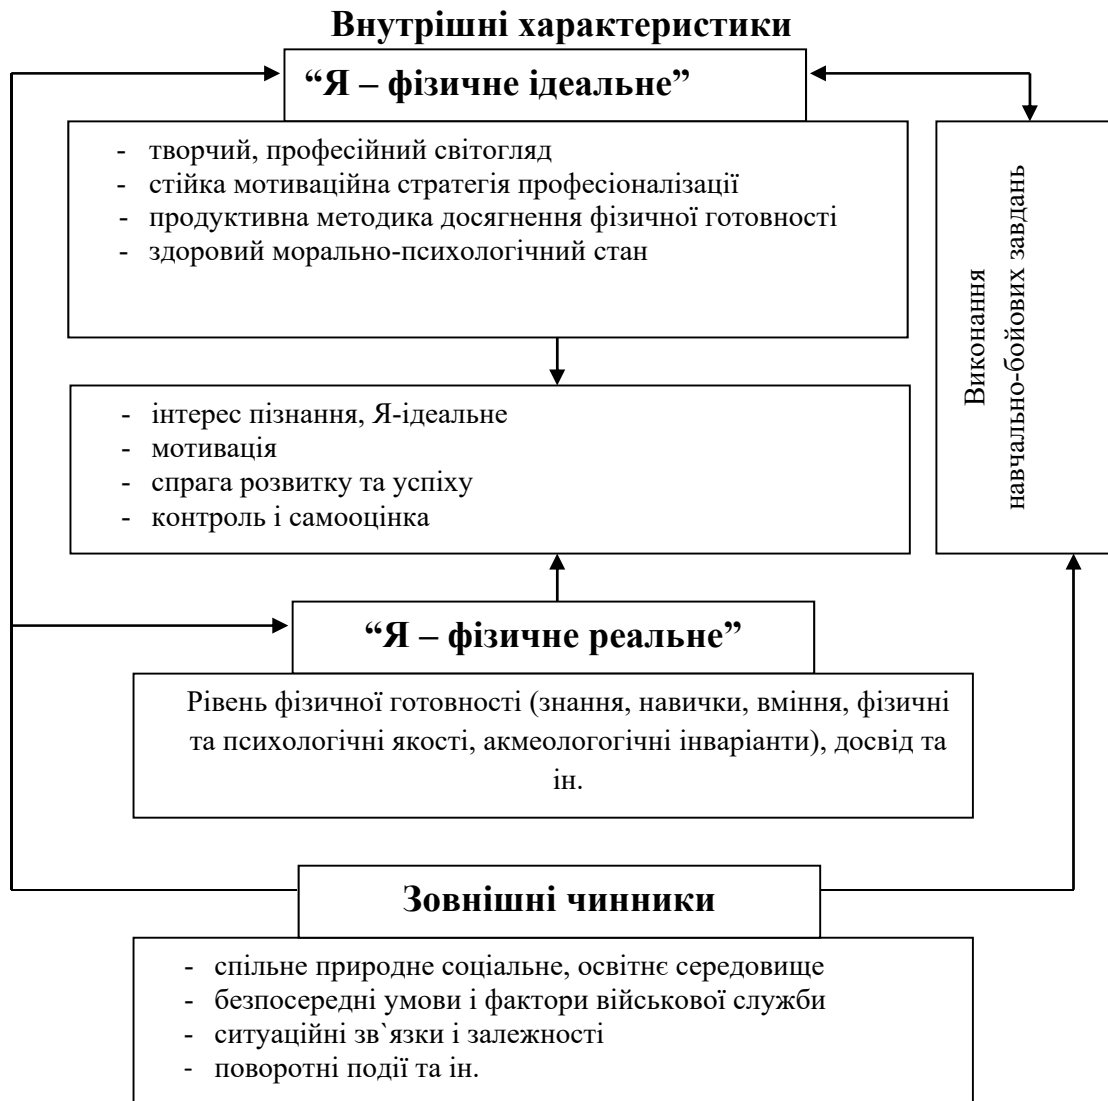 Внутрішні характеристики
“Я – фізичне ідеальне”
- творчий, професійний світогляд
- стійка мотиваційна стратегія професіоналізації
- продуктивна методика досягнення фізичної готовності
- здоровий морально-психологічний стан
Виконання
навчально-бойових завдань
- інтерес пізнання, Я-ідеальне
- мотивація
- спрага розвитку та успіху
- контроль і самооцінка
“Я – фізичне реальне”
Рівень фізичної готовності (знання, навички, вміння, фізичні
та психологічні якості, акмеологогічні інваріанти), досвід та
ін.
Зовнішні чинники
- спільне природне соціальне, освітнє середовище
- безпосередні умови і фактори військової служби
- ситуаційні зв`язки і залежності
- поворотні події та ін.